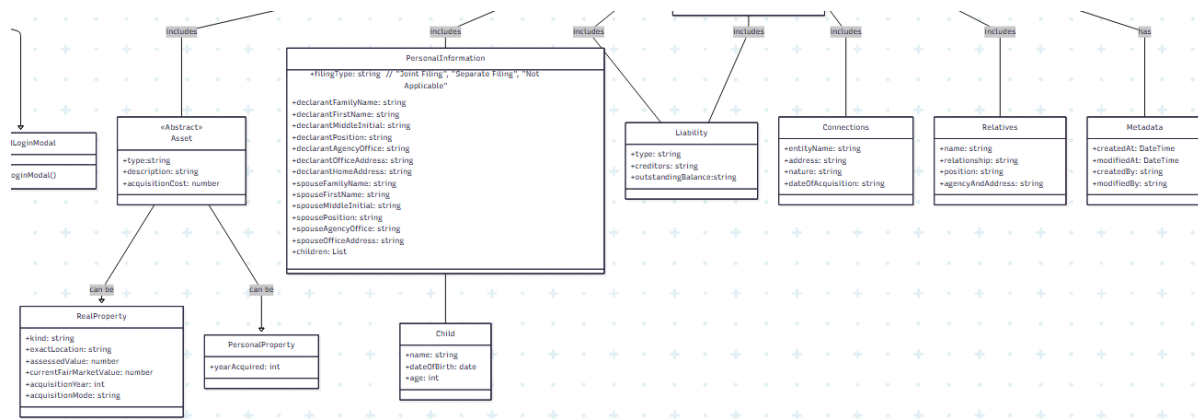 includes
includes
includes
includes
includes
includes
has
LoginModal
oginModal()
«Abstract»
Asset
+type:string
+description: string
+acquisitionCost: number
PersonalInformation
+filingType: string // "Joint Filing", "Separate Filing", "Not
Applicable"
+declarantFamilyName: string
+declarantFirstName: string
+declarantMiddleInitial: string
+declarantPosition: string
+declarantAgencyOffice: string
+declarantOfficeAddress: string
+declarantHomeAddress: string
+spouseFamilyName: string
+spouseFirstName: string
+spouseMiddleInitial: string
+spousePosition: string
+spouseAgencyOffice: string
+spouseOfficeAddress: string
+children: List
Liability
+type: string
+creditors: string
+outstandingBalance:string
Connections
+entityName: string
+address: string
+nature: string
+dateOfAcquisition: string
Relatives
+name: string
+relationship: string
+position: string
+agencyAndAddress: string
Metadata
+createdAt: DateTime
+modifiedAt: DateTime
+createdBy: string
+modifiedBy: string
can be
can be
RealProperty
+kind: string
+exactLocation: string
+assessedValue: number
+currentFairMarketValue: number
+acquisitionYear: int
+acquisitionMode: string
PersonalProperty
+yearAcquired: int
Child
+name: string
+dateOfBirth: date
+age: int